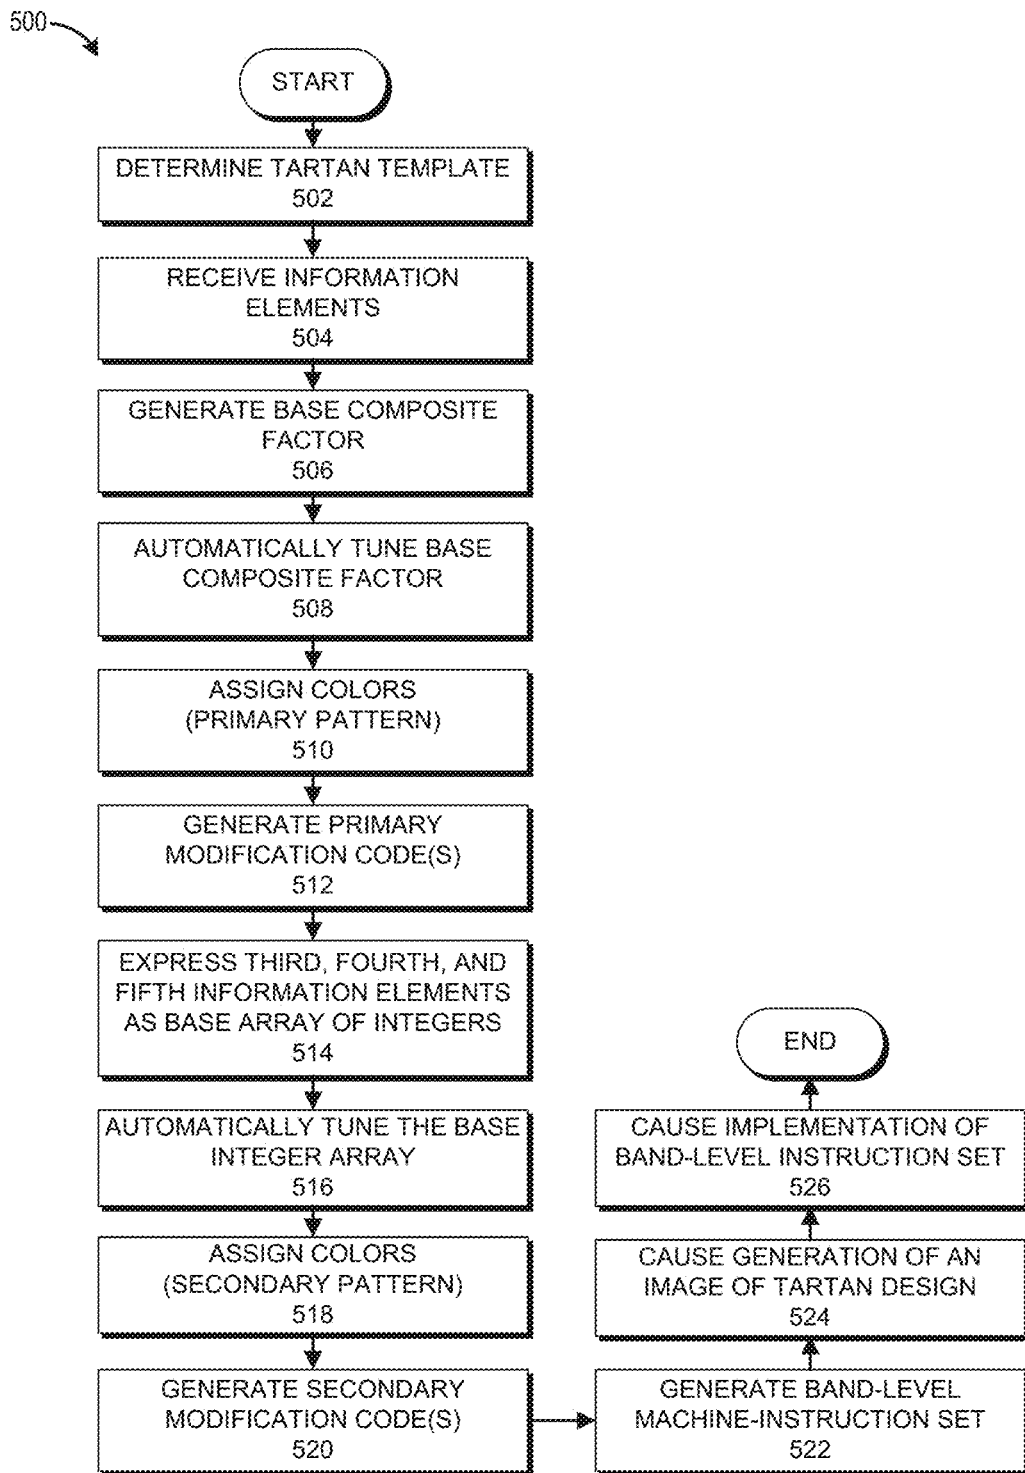 500
START
DETERMINE TARTAN TEMPLATE
502
RECEIVE INFORMATION
ELEMENTS
504
GENERATE BASE COMPOSITE
FACTOR
506
AUTOMATICALLY TUNE BASE
COMPOSITE FACTOR
508
ASSIGN COLORS
(PRIMARY PATTERN)
510
GENERATE PRIMARY
MODIFICATION CODE(S)
512
EXPRESS THIRD, FOURTH, AND
FIFTH INFORMATION ELEMENTS
AS BASE ARRAY OF INTEGERS
514
AUTOMATICALLY TUNE THE BASE
INTEGER ARRAY
516
ASSIGN COLORS
(SECONDARY PATTERN)
518
GENERATE SECONDARY
MODIFICATION CODE(S)
520
GENERATE BAND-LEVEL
MACHINE-INSTRUCTION SET
522
CAUSE GENERATION OF AN
IMAGE OF TARTAN DESIGN
524
CAUSE IMPLEMENTATION OF
BAND-LEVEL INSTRUCTION SET
526
END